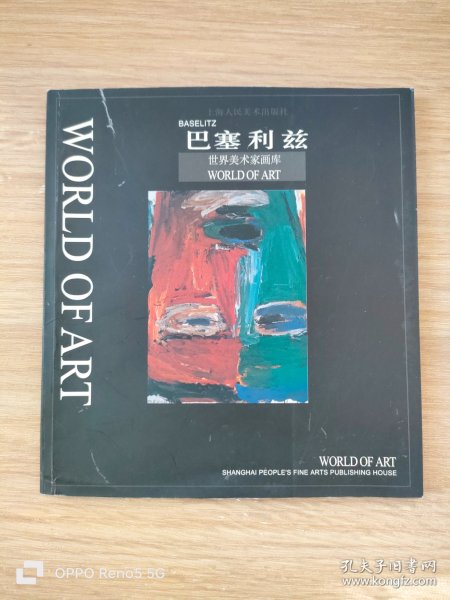 上海人民美术出版社
BASELITZ
巴塞利兹
世界美术家画库
WORLD OF ART
WORLD OF ART
WORLD OF ART
SHANGHAI PEOPLE'S FINE ARTS PUBLISHING HOUSE
OPPO Reno5 5G
孔夫子旧书网
www.kongfz.com